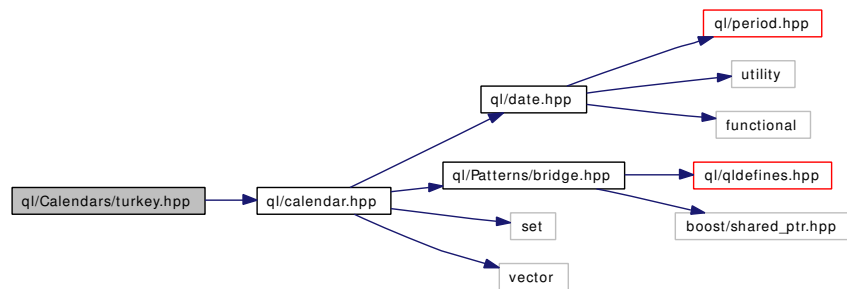 ql/period.hpp
utility
ql/date.hpp
functional
ql/Patterns/bridge.hpp
ql/qldefines.hpp
ql/Calendars/turkey.hpp
ql/calendar.hpp
set
boost/shared_ptr.hpp
vector